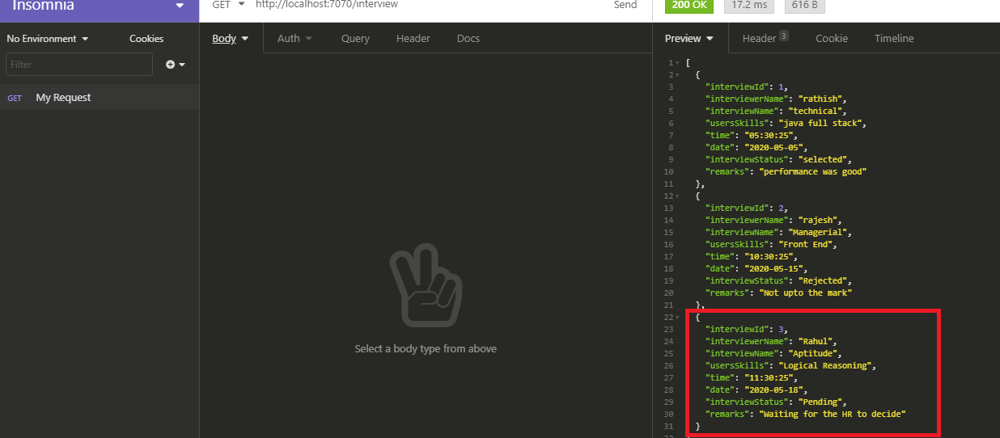 Insomnia
GET http://localhost:7070/interview Send
200 OK 17.2 ms 616 B
No Environment Cookies
Filter
GET My Request
Body Auth Query Header Docs
Select a body type from above
Preview Header 3 Cookie Timeline
1 [
2 {
3 "interviewId": 1,
4 "interviewerName": "rathish",
5 "interviewName": "technical",
6 "usersSkills": "java full stack",
7 "time": "05:30:25",
8 "date": "2020-05-05",
9 "interviewStatus": "selected",
10 "remarks": "performance was good"
11 },
12 {
13 "interviewId": 2,
14 "interviewerName": "rajesh",
15 "interviewName": "Managerial",
16 "usersSkills": "Front End",
17 "time": "10:30:25",
18 "date": "2020-05-15",
19 "interviewStatus": "Rejected",
20 "remarks": "Not upto the mark"
21 },
22 {
23 "interviewId": 3,
24 "interviewerName": "Rahul",
25 "interviewName": "Aptitude",
26 "usersSkills": "Logical Reasoning",
27 "time": "11:30:25",
28 "date": "2020-05-18",
29 "interviewStatus": "Pending",
30 "remarks": "Waiting for the HR to decide"
31 }